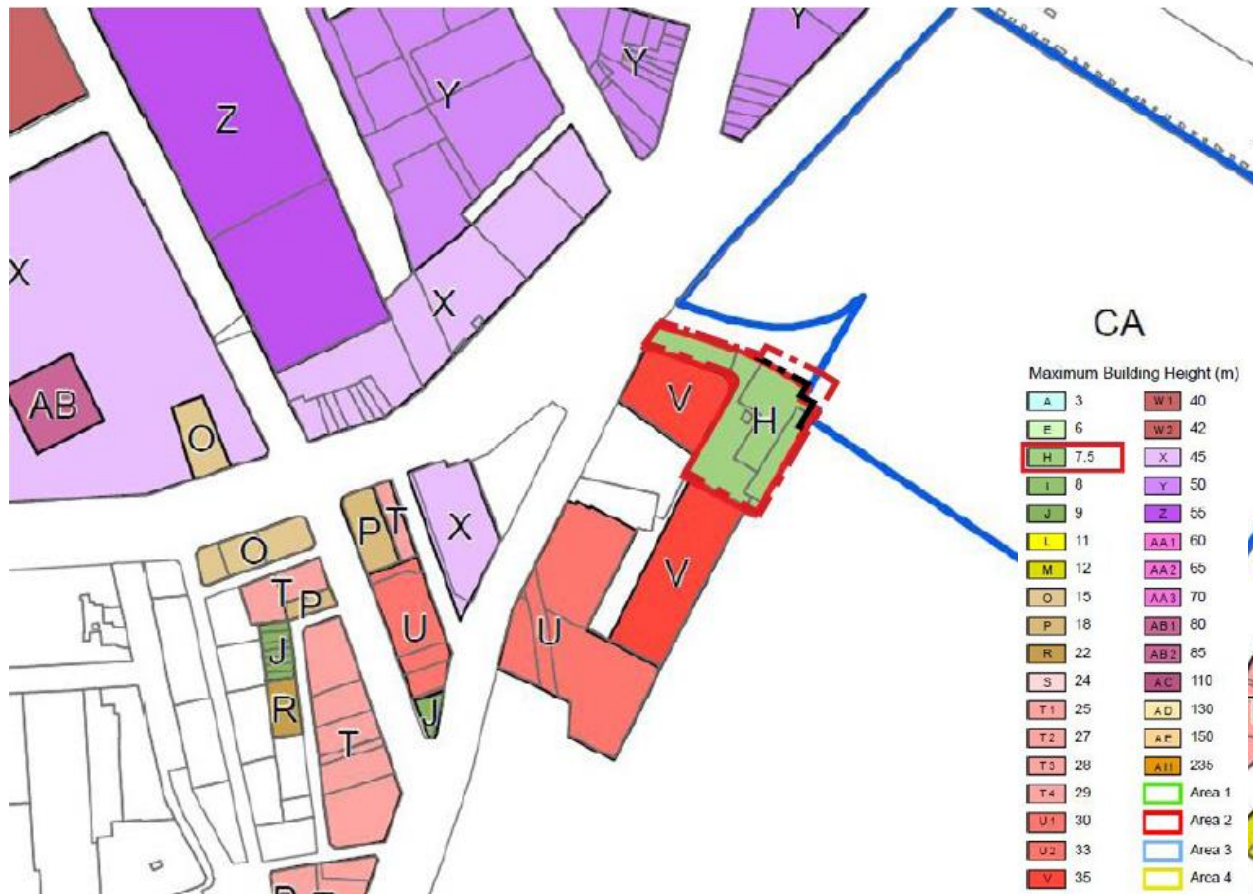 Y
Y
Y
Z
X
X
AB
O
CA
V
H
Maximum Building Height (m)
A 3
E 6
H 7.5
I 8
J 9
L 11
M 12
O 15
P 18
R 22
S 24
T1 25
T2 27
T3 28
T4 29
U1 30
U2 33
V 35
W1 40
W2 42
X 45
Y 50
Z 55
AA1 60
AA2 65
AA3 70
AB1 80
AB2 85
AC 110
AD 130
AE 150
AH 235
Area 1
Area 2
Area 3
Area 4
P
T
X
O
V
T
P
U
U
J
R
J
T